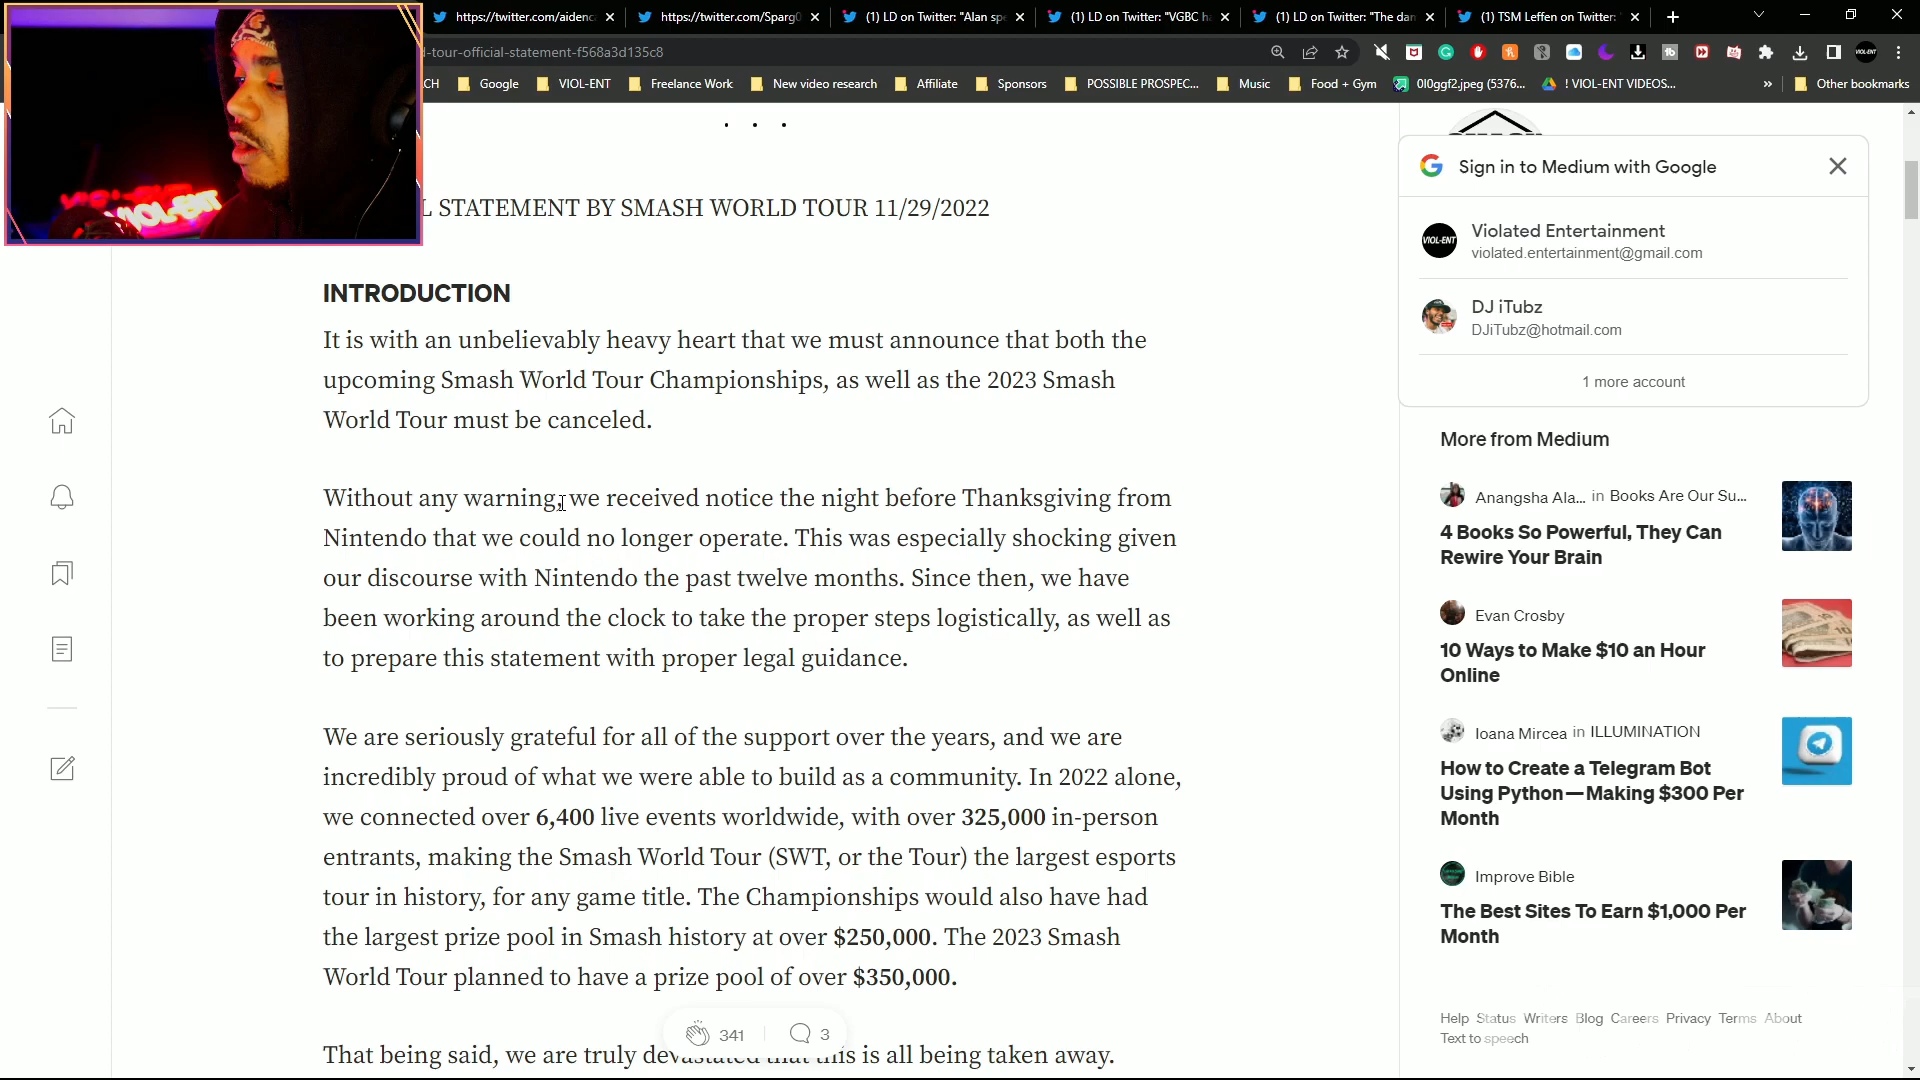 https://twitter.com/aidenc
https://twitter.com/Sparg0
(1) LD on Twitter: "Alan sp
(1) LD on Twitter: "VGBC h
(1) LD on Twitter: "The dar
(1) TSM Leffen on Twitter:
d-tour-official-statement-f568a3d135c8
CH
Google
VIOL-ENT
Freelance Work
New video research
Affiliate
Sponsors
POSSIBLE PROSPEC...
Music
Food + Gym
0l0ggf2.jpeg (5376...
! VIOL-ENT VIDEOS...
Other bookmarks
VIOL-ENT
L STATEMENT BY SMASH WORLD TOUR 11/29/2022
INTRODUCTION
It is with an unbelievably heavy heart that we must announce that both the
upcoming Smash World Tour Championships, as well as the 2023 Smash
World Tour must be canceled.
Without any warning, we received notice the night before Thanksgiving from
Nintendo that we could no longer operate. This was especially shocking given
our discourse with Nintendo the past twelve months. Since then, we have
been working around the clock to take the proper steps logistically, as well as
to prepare this statement with proper legal guidance.
We are seriously grateful for all of the support over the years, and we are
incredibly proud of what we were able to build as a community. In 2022 alone,
we connected over 6,400 live events worldwide, with over 325,000 in-person
entrants, making the Smash World Tour (SWT, or the Tour) the largest esports
tour in history, for any game title. The Championships would also have had
the largest prize pool in Smash history at over $250,000. The 2023 Smash
World Tour planned to have a prize pool of over $350,000.
341
3
That being said, we are truly devastated that this is all being taken away.
Sign in to Medium with Google
VIOL-ENT
Violated Entertainment
violated.entertainment@gmail.com
DJ iTubz
DJiTubz@hotmail.com
1 more account
More from Medium
Anangsha Ala... in Books Are Our Su...
4 Books So Powerful, They Can
Rewire Your Brain
Evan Crosby
10 Ways to Make $10 an Hour
Online
Ioana Mircea in ILLUMINATION
How to Create a Telegram Bot
Using Python — Making $300 Per
Month
Improve Bible
The Best Sites To Earn $1,000 Per
Month
Help Status Writers Blog Careers Privacy Terms About
Text to speech